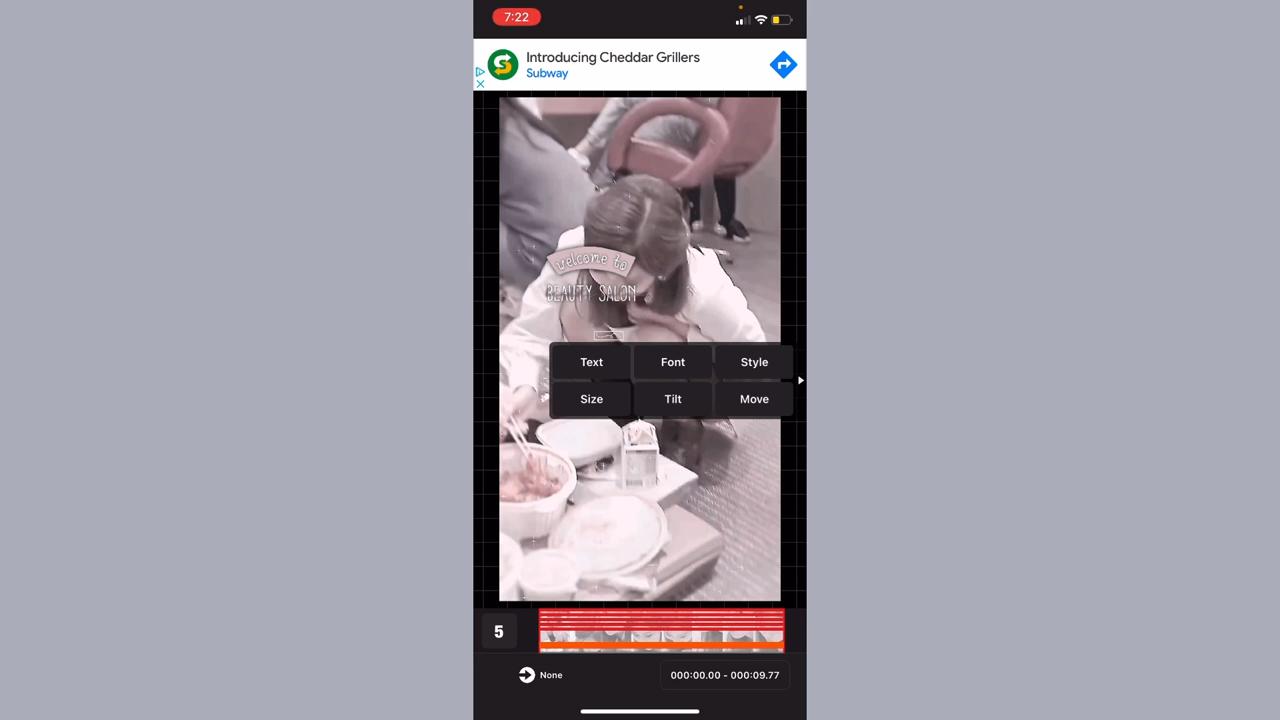 7:22
Introducing Cheddar Grillers
Subway
welcome to
BEAUTY SALON
Text Font Style
Size Tilt Move
5
None 000:00.00 - 000:09.77